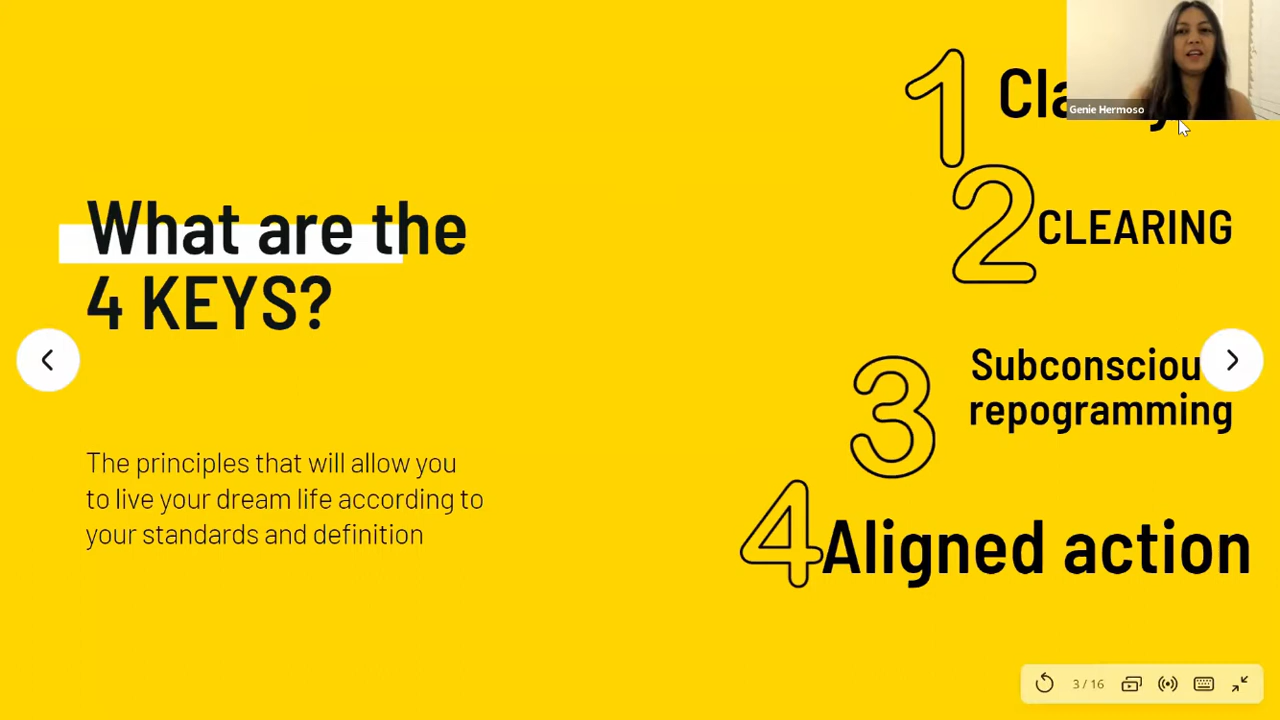 What are the
4 KEYS?
The principles that will allow you
to live your dream life according to
your standards and definition
1
2 CLEARING
3 Subconsciou
repogramming
4 Aligned action
Genie Hermoso
3 / 16